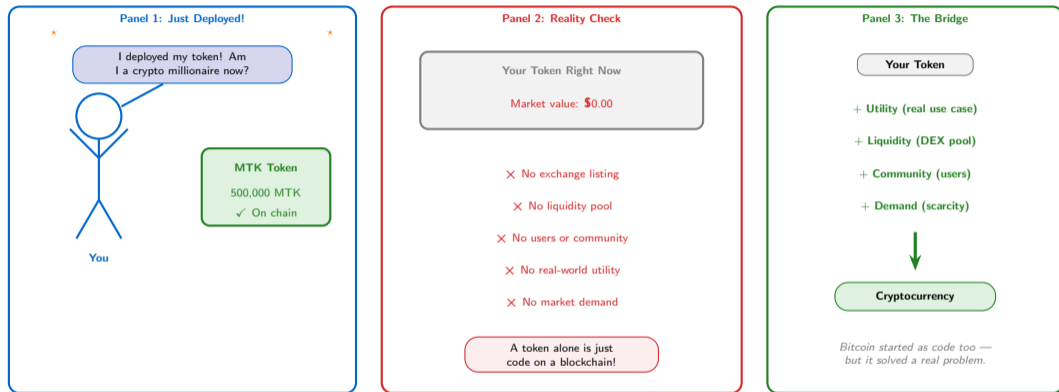 Panel 1: Just Deployed!
I deployed my token! Am
I a crypto millionaire now?
MTK Token
500,000 MTK
✓ On chain
You
Panel 2: Reality Check
Your Token Right Now
Market value: $0.00
× No exchange listing
× No liquidity pool
× No users or community
× No real-world utility
× No market demand
A token alone is just
code on a blockchain!
Panel 3: The Bridge
Your Token
+ Utility (real use case)
+ Liquidity (DEX pool)
+ Community (users)
+ Demand (scarcity)
Cryptocurrency
Bitcoin started as code too —
but it solved a real problem.